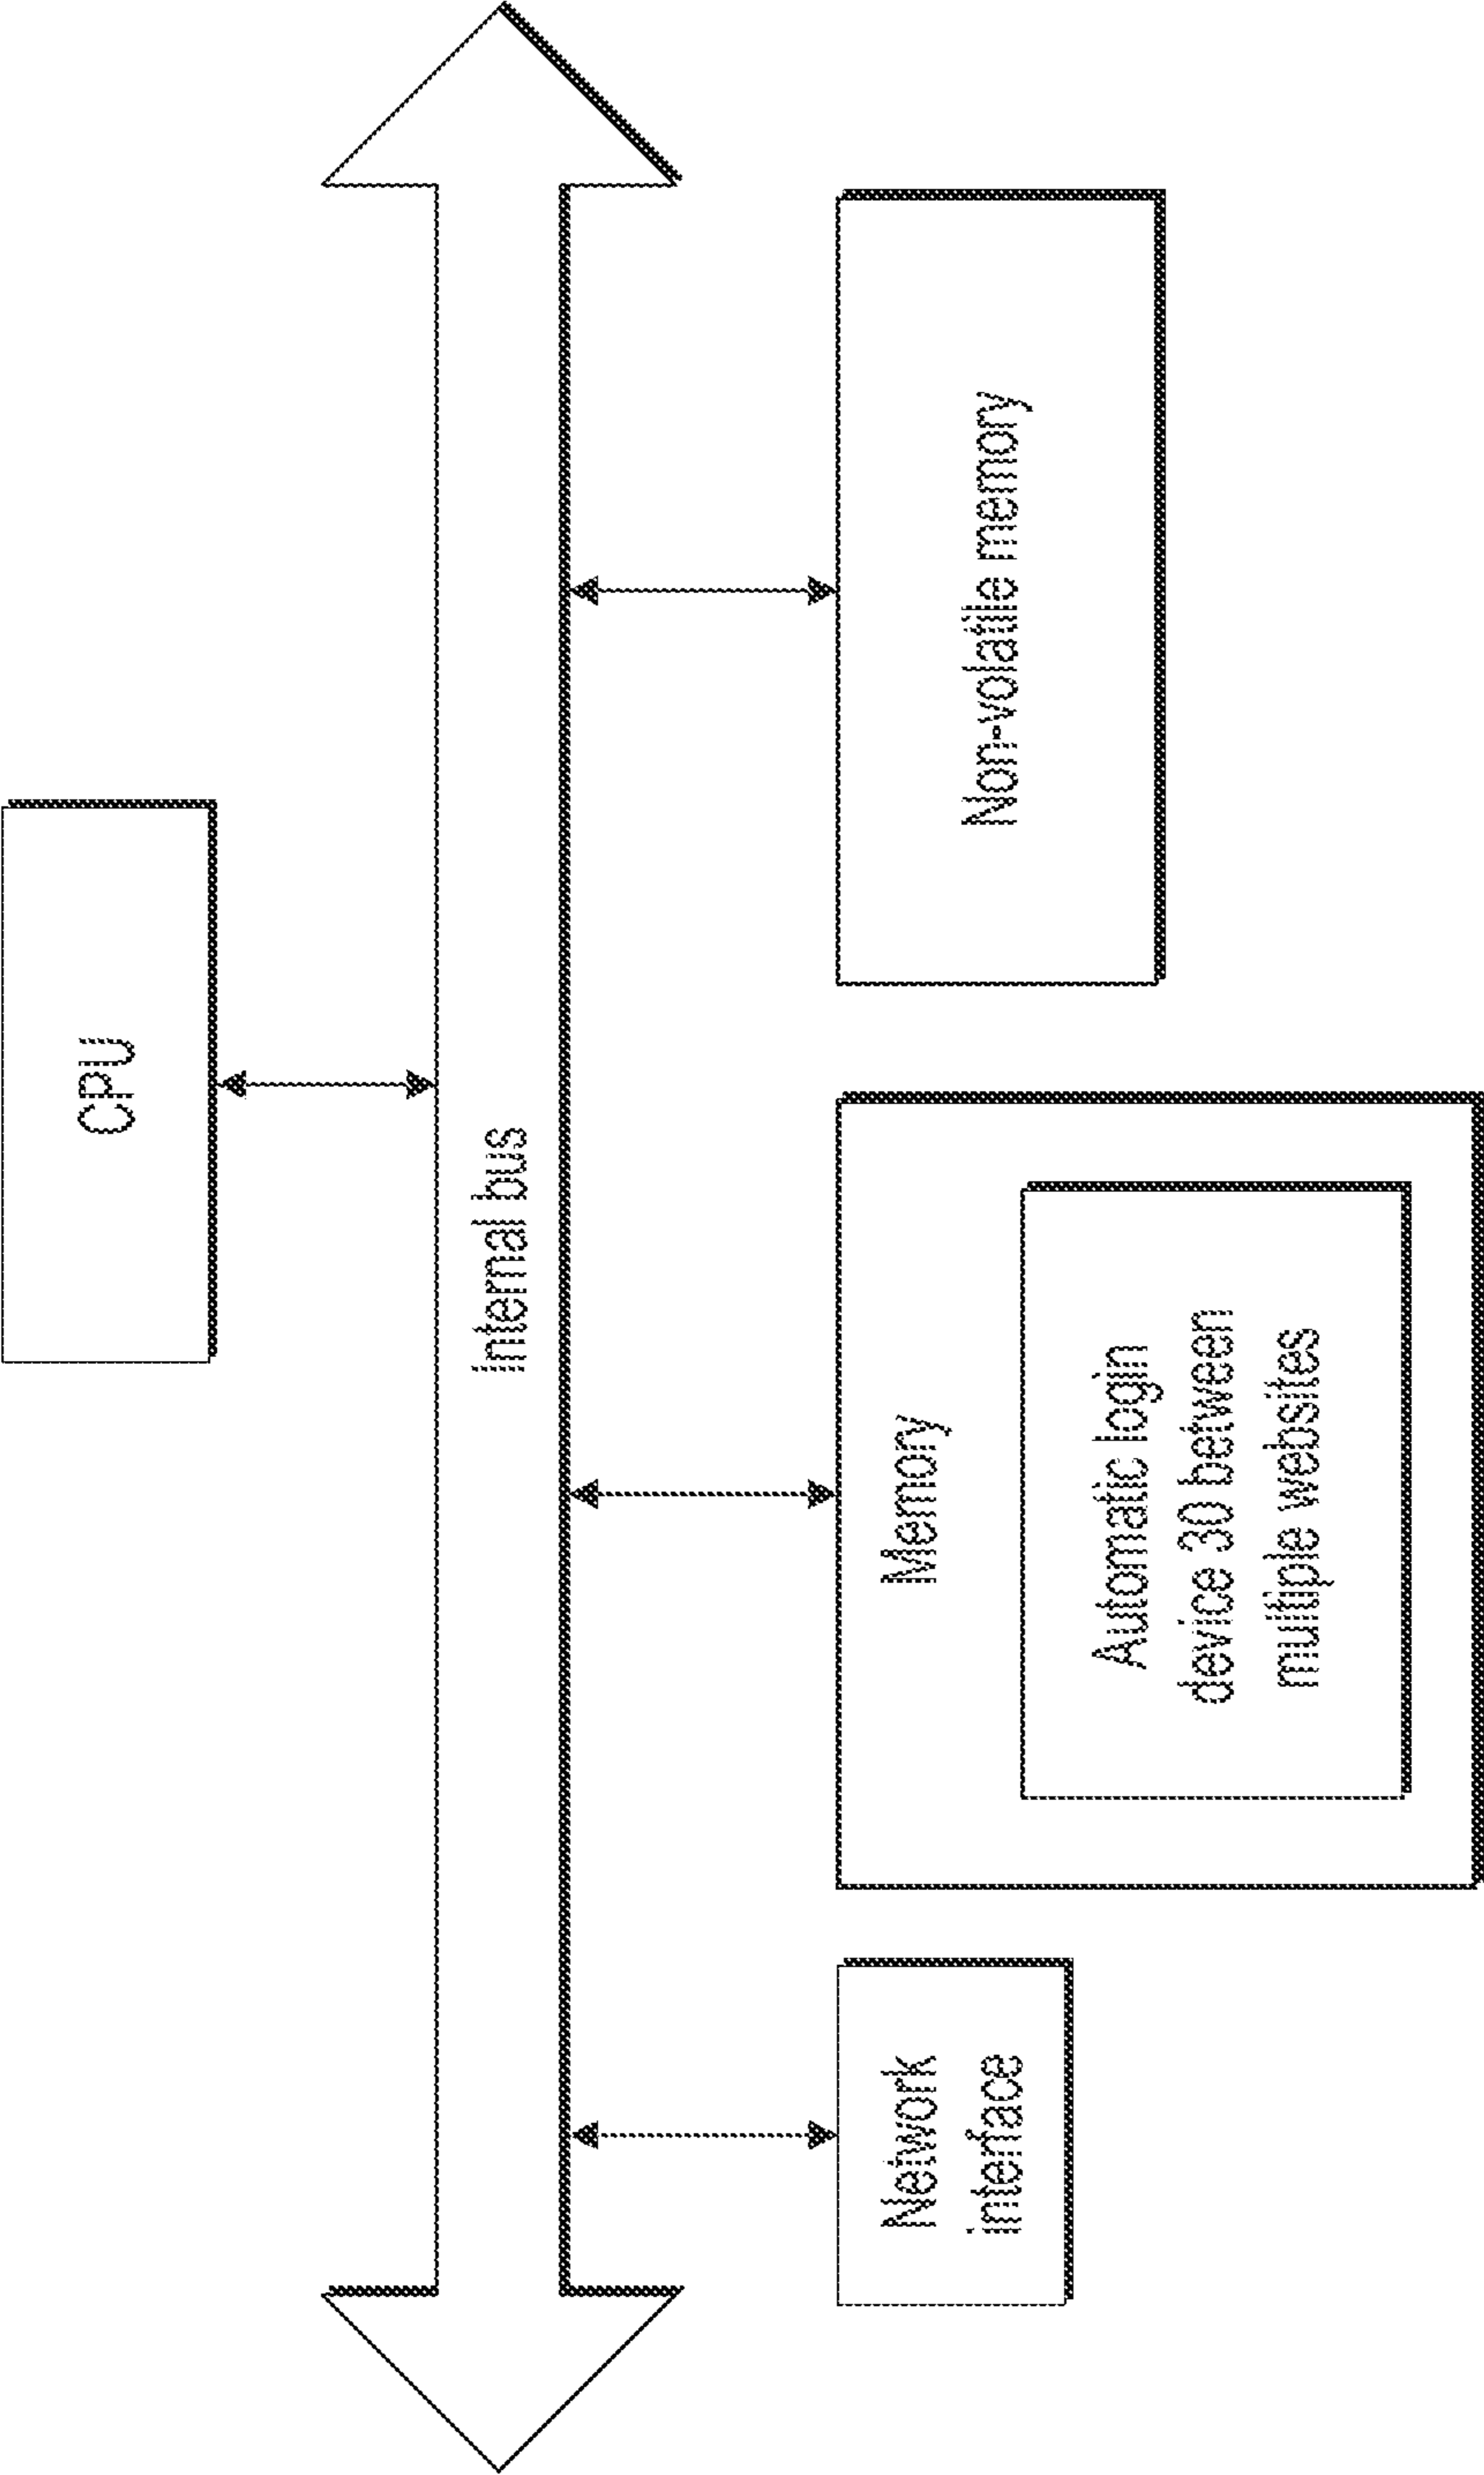 CPU
internal bus
Network
interface
Memory
Automatic login
device 30 between
multiple websites
Non-volatile memory